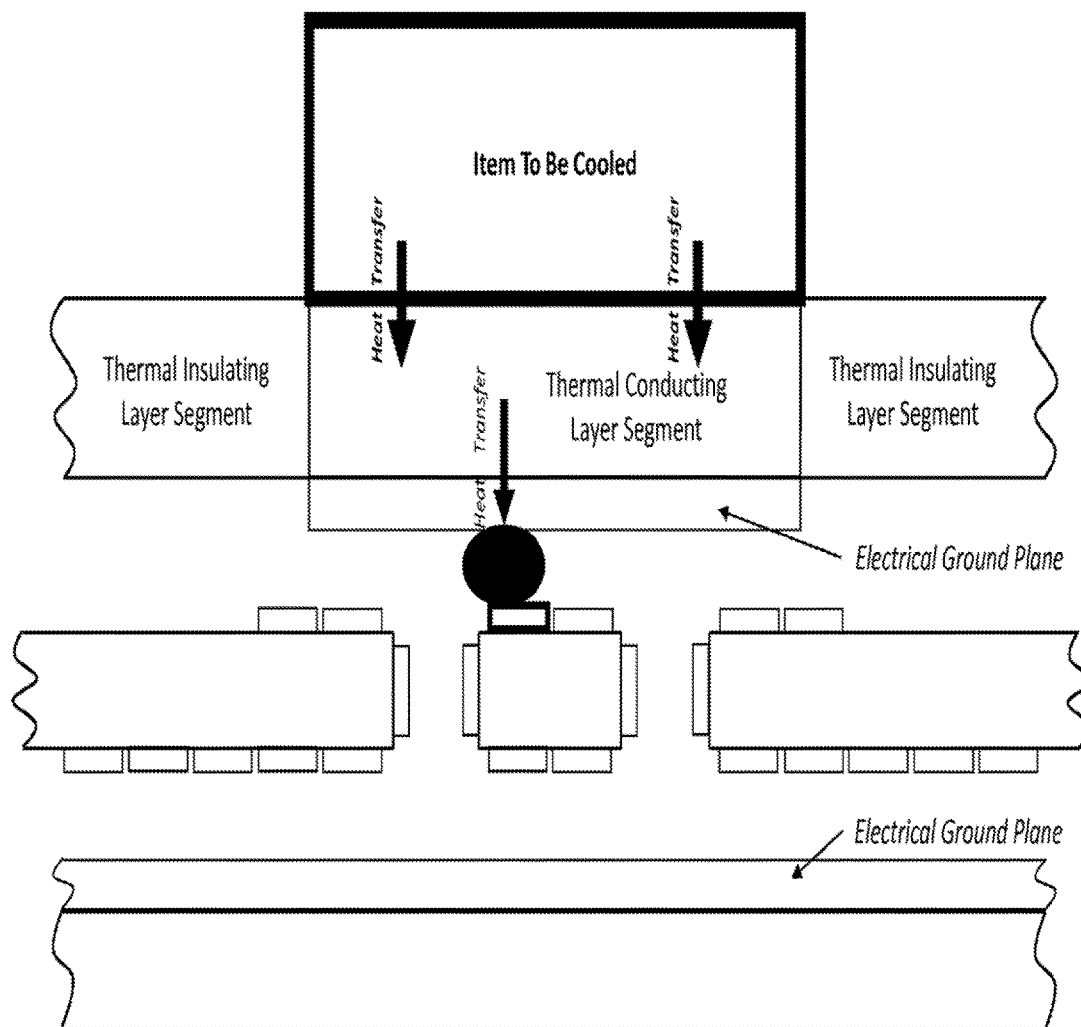 Item To Be Cooled
Heat Transfer
Heat Transfer
Thermal Insulating
Layer Segment
Heat Transfer
Thermal Conducting
Layer Segment
Thermal Insulating
Layer Segment
Electrical Ground Plane
Electrical Ground Plane